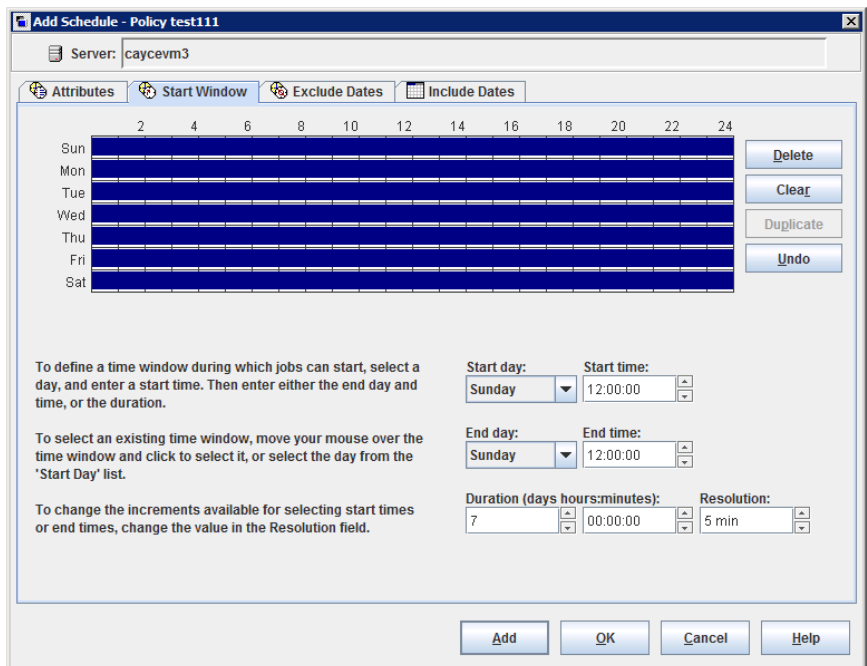 Add Schedule - Policy test111
Server: caycevm3
Attributes Start Window Exclude Dates Include Dates
2 4 6 8 10 12 14 16 18 20 22 24
Sun
Mon
Tue
Wed
Thu
Fri
Sat
Delete
Clear
Duplicate
Undo
To define a time window during which jobs can start, select a
day, and enter a start time. Then enter either the end day and
time, or the duration.
To select an existing time window, move your mouse over the
time window and click to select it, or select the day from the
'Start Day' list.
To change the increments available for selecting start times
or end times, change the value in the Resolution field.
Start day: Start time:
Sunday 12:00:00
End day: End time:
Sunday 12:00:00
Duration (days hours:minutes): Resolution:
7 00:00:00 5 min
Add OK Cancel Help